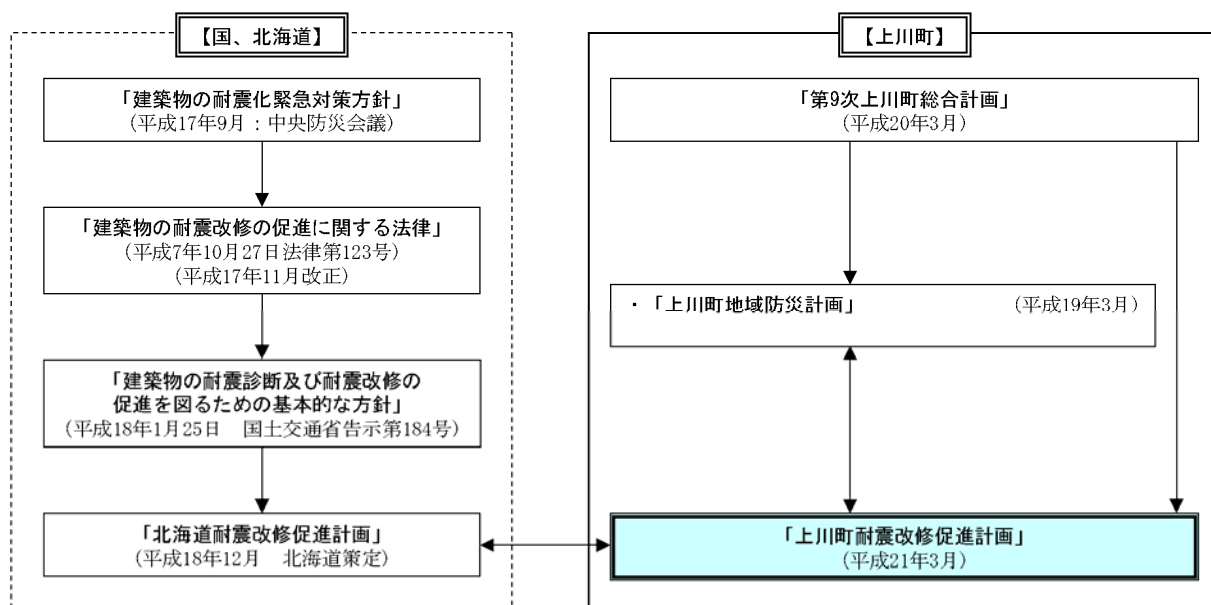 【国、北海道】
「建築物の耐震化緊急対策方針」
（平成17年9月：中央防災会議）
「建築物の耐震改修の促進に関する法律」
（平成7年10月27日法律第123号）
（平成17年11月改正）
「建築物の耐震診断及び耐震改修の
促進を図るための基本的な方針」
（平成18年1月25日　国土交通省告示第184号）
「北海道耐震改修促進計画」
（平成18年12月　北海道策定）
【上川町】
「第9次上川町総合計画」
（平成20年3月）
・「上川町地域防災計画」　（平成19年3月）
「上川町耐震改修促進計画」
（平成21年3月）